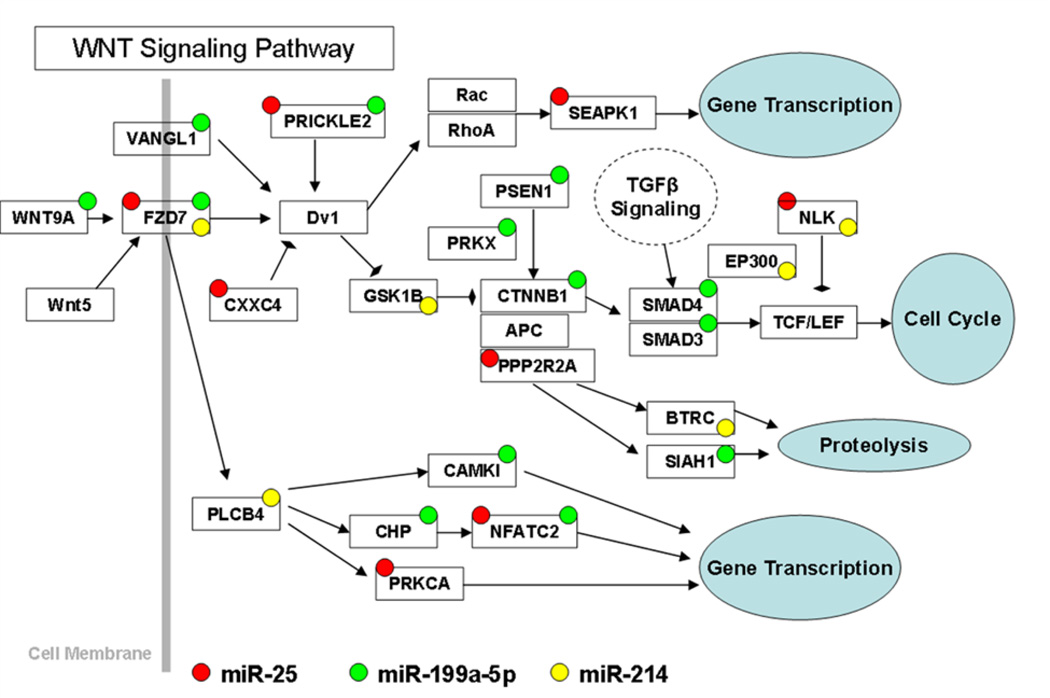 WNT Signaling Pathway
Rac
RhoA
SEAPK1
Gene Transcription
PRICKLE2
VANGL1
WNT9A
FZD7
Dv1
PSEN1
PRKX
TGFβ
Signaling
NLK
EP300
Wnt5
CXXC4
GSK1B
CTNNB1
APC
PPP2R2A
SMAD4
SMAD3
TCF/LEF
Cell Cycle
BTRC
SIAH1
Proteolysis
PLCB4
CAMKI
CHP
NFATC2
PRKCA
Gene Transcription
Cell Membrane
miR-25
miR-199a-5p
miR-214